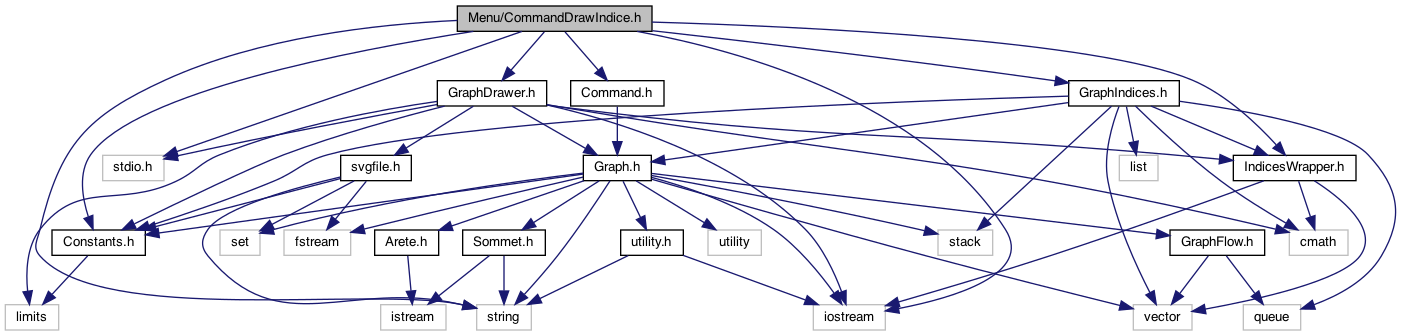 Menu/CommandDrawIndice.h
GraphDrawer.h
Command.h
GraphIndices.h
stdio.h
svgfile.h
Graph.h
list
IndicesWrapper.h
Constants.h
set
fstream
Arete.h
Sommet.h
utility.h
utility
stack
GraphFlow.h
cmath
limits
istream
string
iostream
vector
queue